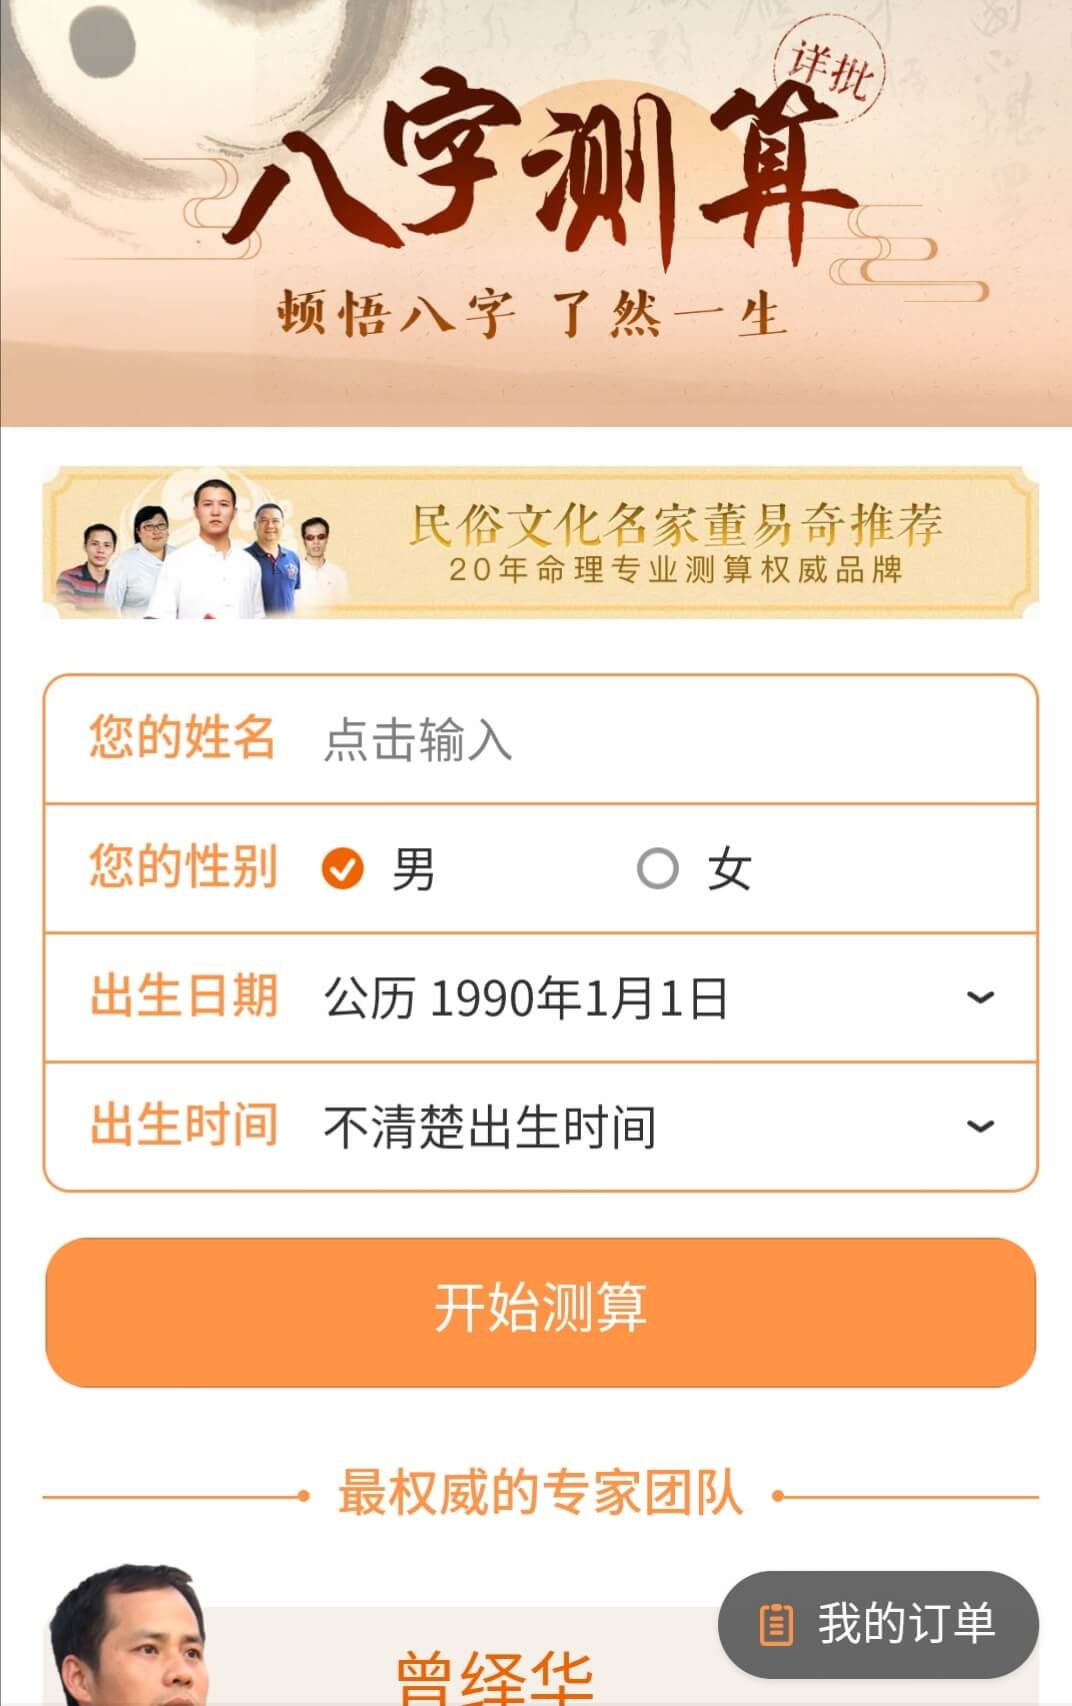 详批
八字测算
顿悟八字 了然一生
民俗文化名家董易奇推荐
20年命理专业测算权威品牌
您的姓名 点击输入
您的性别 男 女
出生日期 公历 1990年1月1日
出生时间 不清楚出生时间
开始测算
最权威的专家团队
我的订单
曾绎华